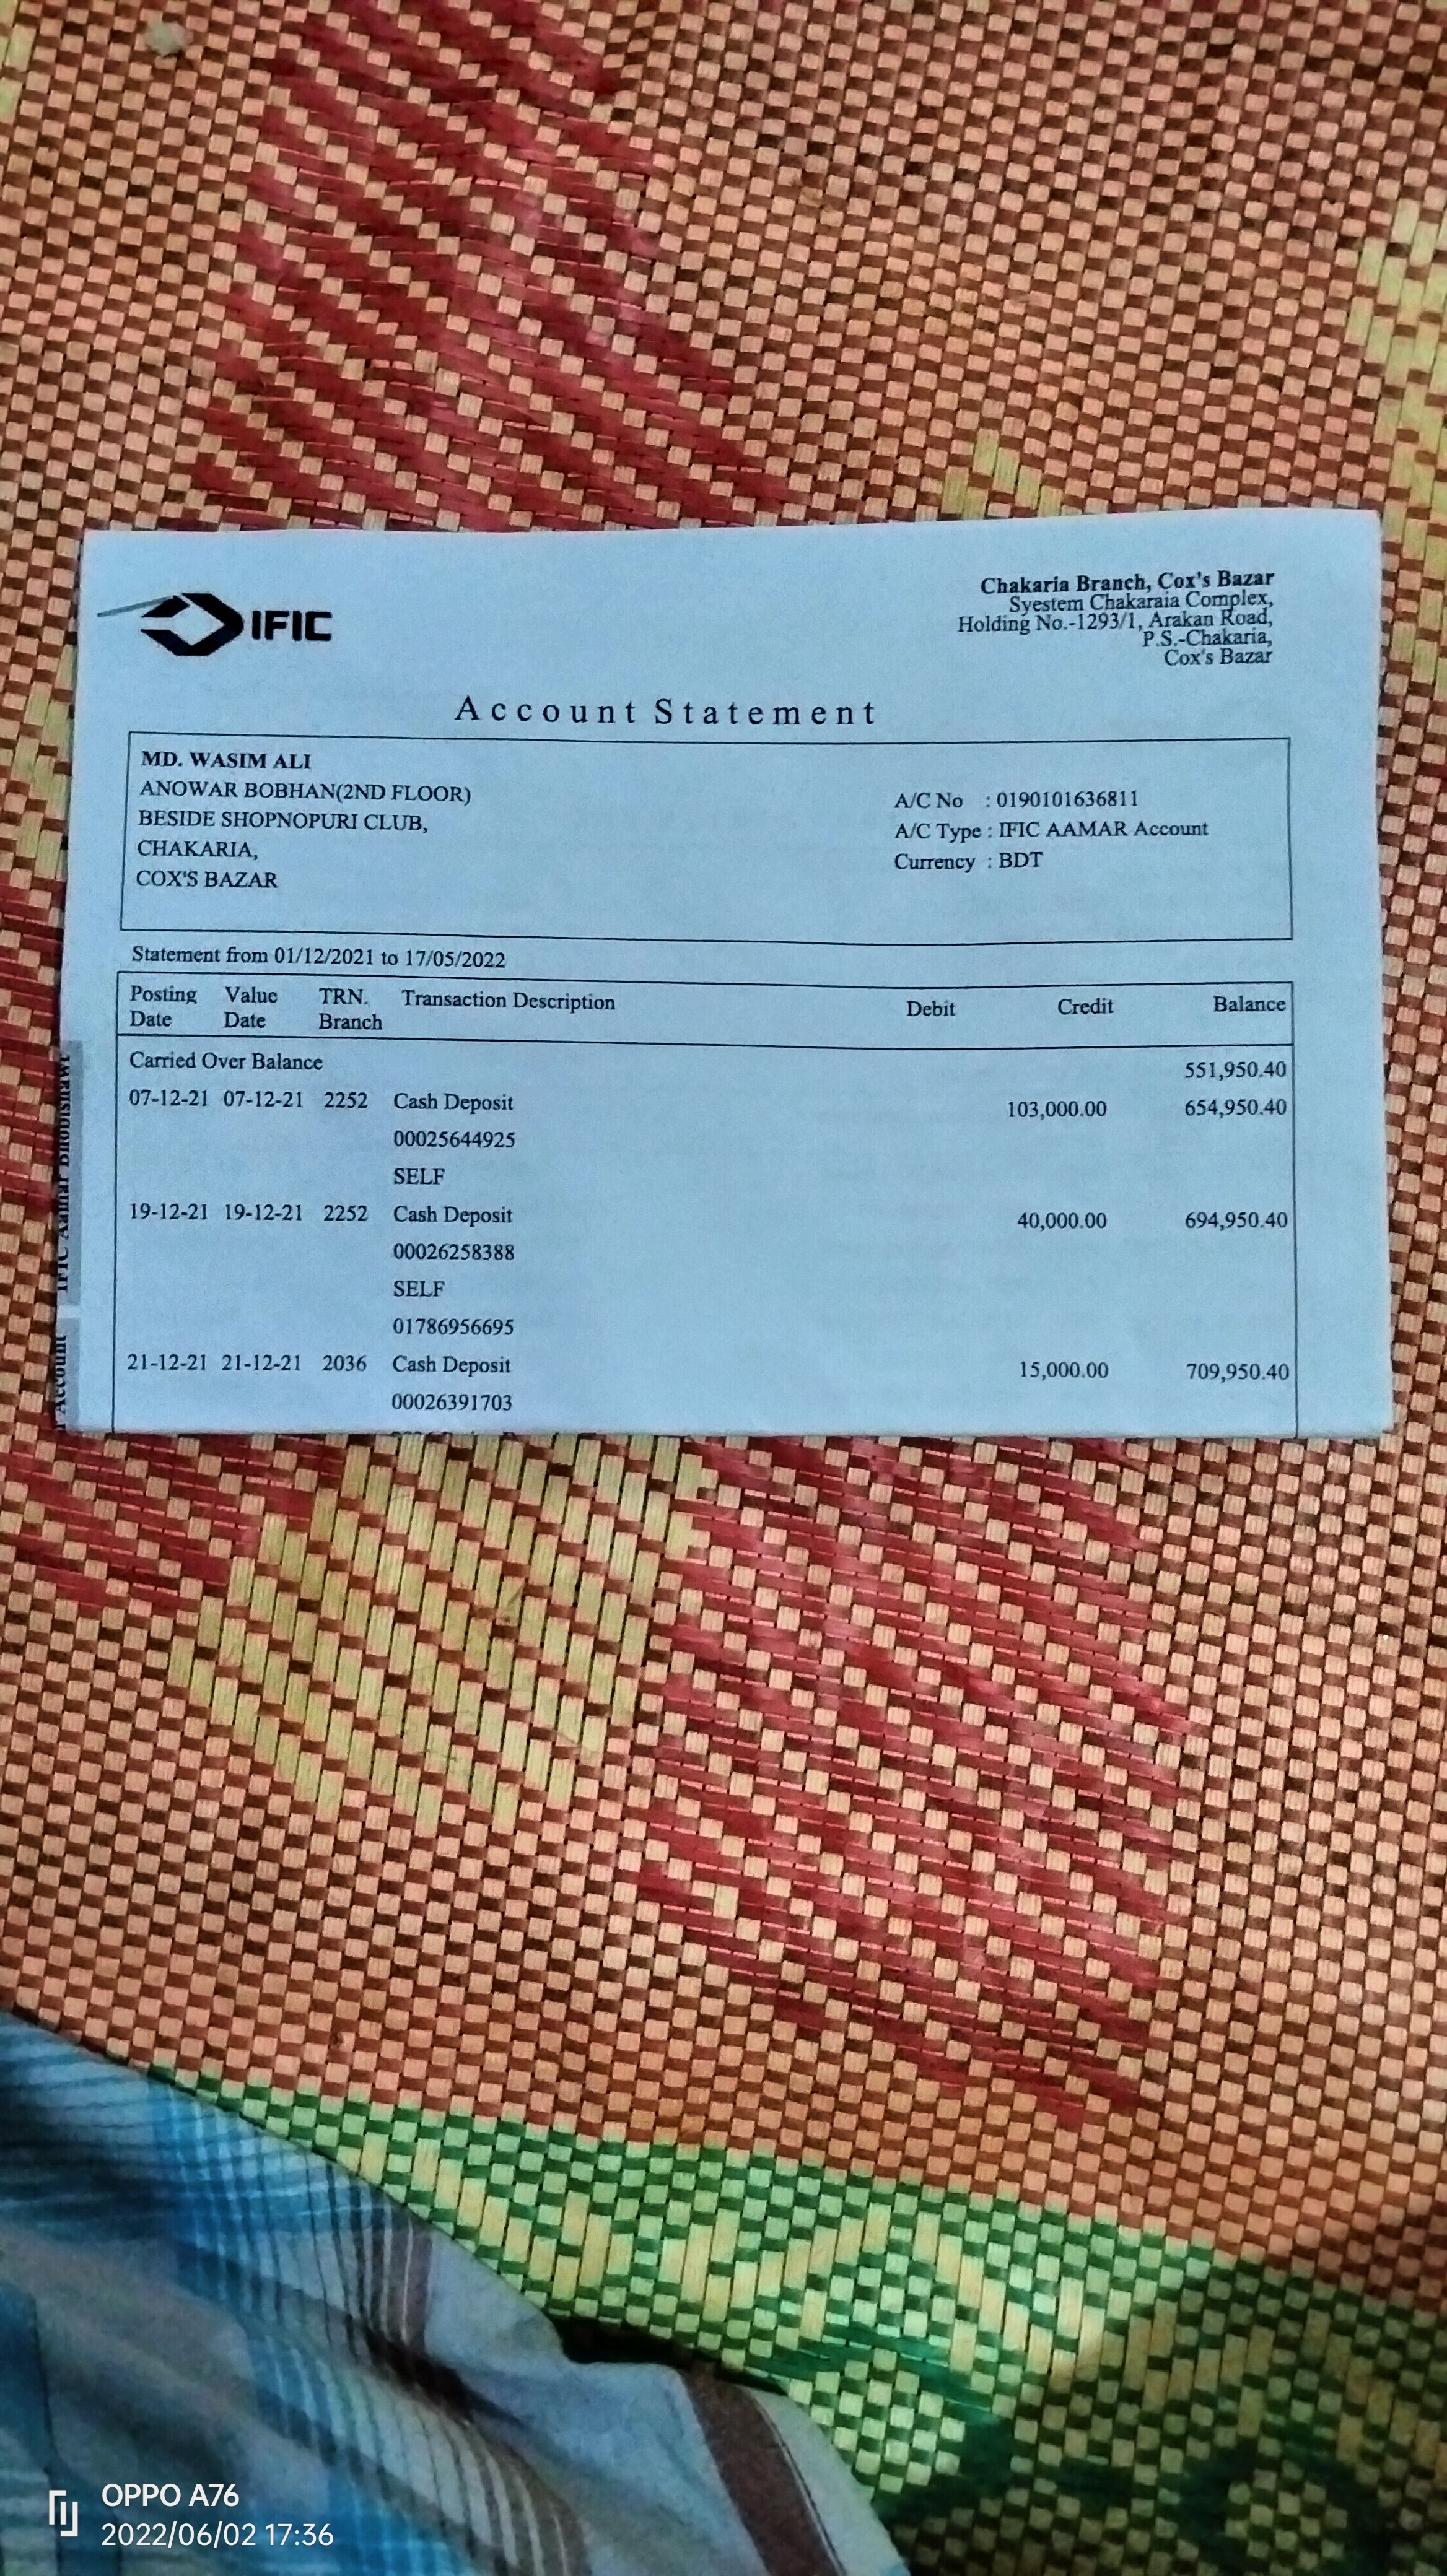 IFIC
Chakaria Branch, Cox's Bazar
Syestem Chakaraia Complex,
Holding No.-1293/1, Arakan Road,
P.S.-Chakaria,
Cox's Bazar
Account Statement
MD. WASIM ALI
ANOWAR BOBHAN(2ND FLOOR)
BESIDE SHOPNOPURI CLUB,
CHAKARIA,
COX'S BAZAR
A/C No : 0190101636811
A/C Type : IFIC AAMAR Account
Currency : BDT
Statement from 01/12/2021 to 17/05/2022
Posting Date Value Date TRN. Branch Transaction Description Debit Credit Balance
Carried Over Balance 551,950.40
07-12-21 07-12-21 2252 Cash Deposit 103,000.00 654,950.40
00025644925
SELF
19-12-21 19-12-21 2252 Cash Deposit 40,000.00 694,950.40
00026258388
SELF
01786956695
21-12-21 21-12-21 2036 Cash Deposit 15,000.00 709,950.40
00026391703
IFIC Aamar
Account
OPPO A76
2022/06/02 17:36